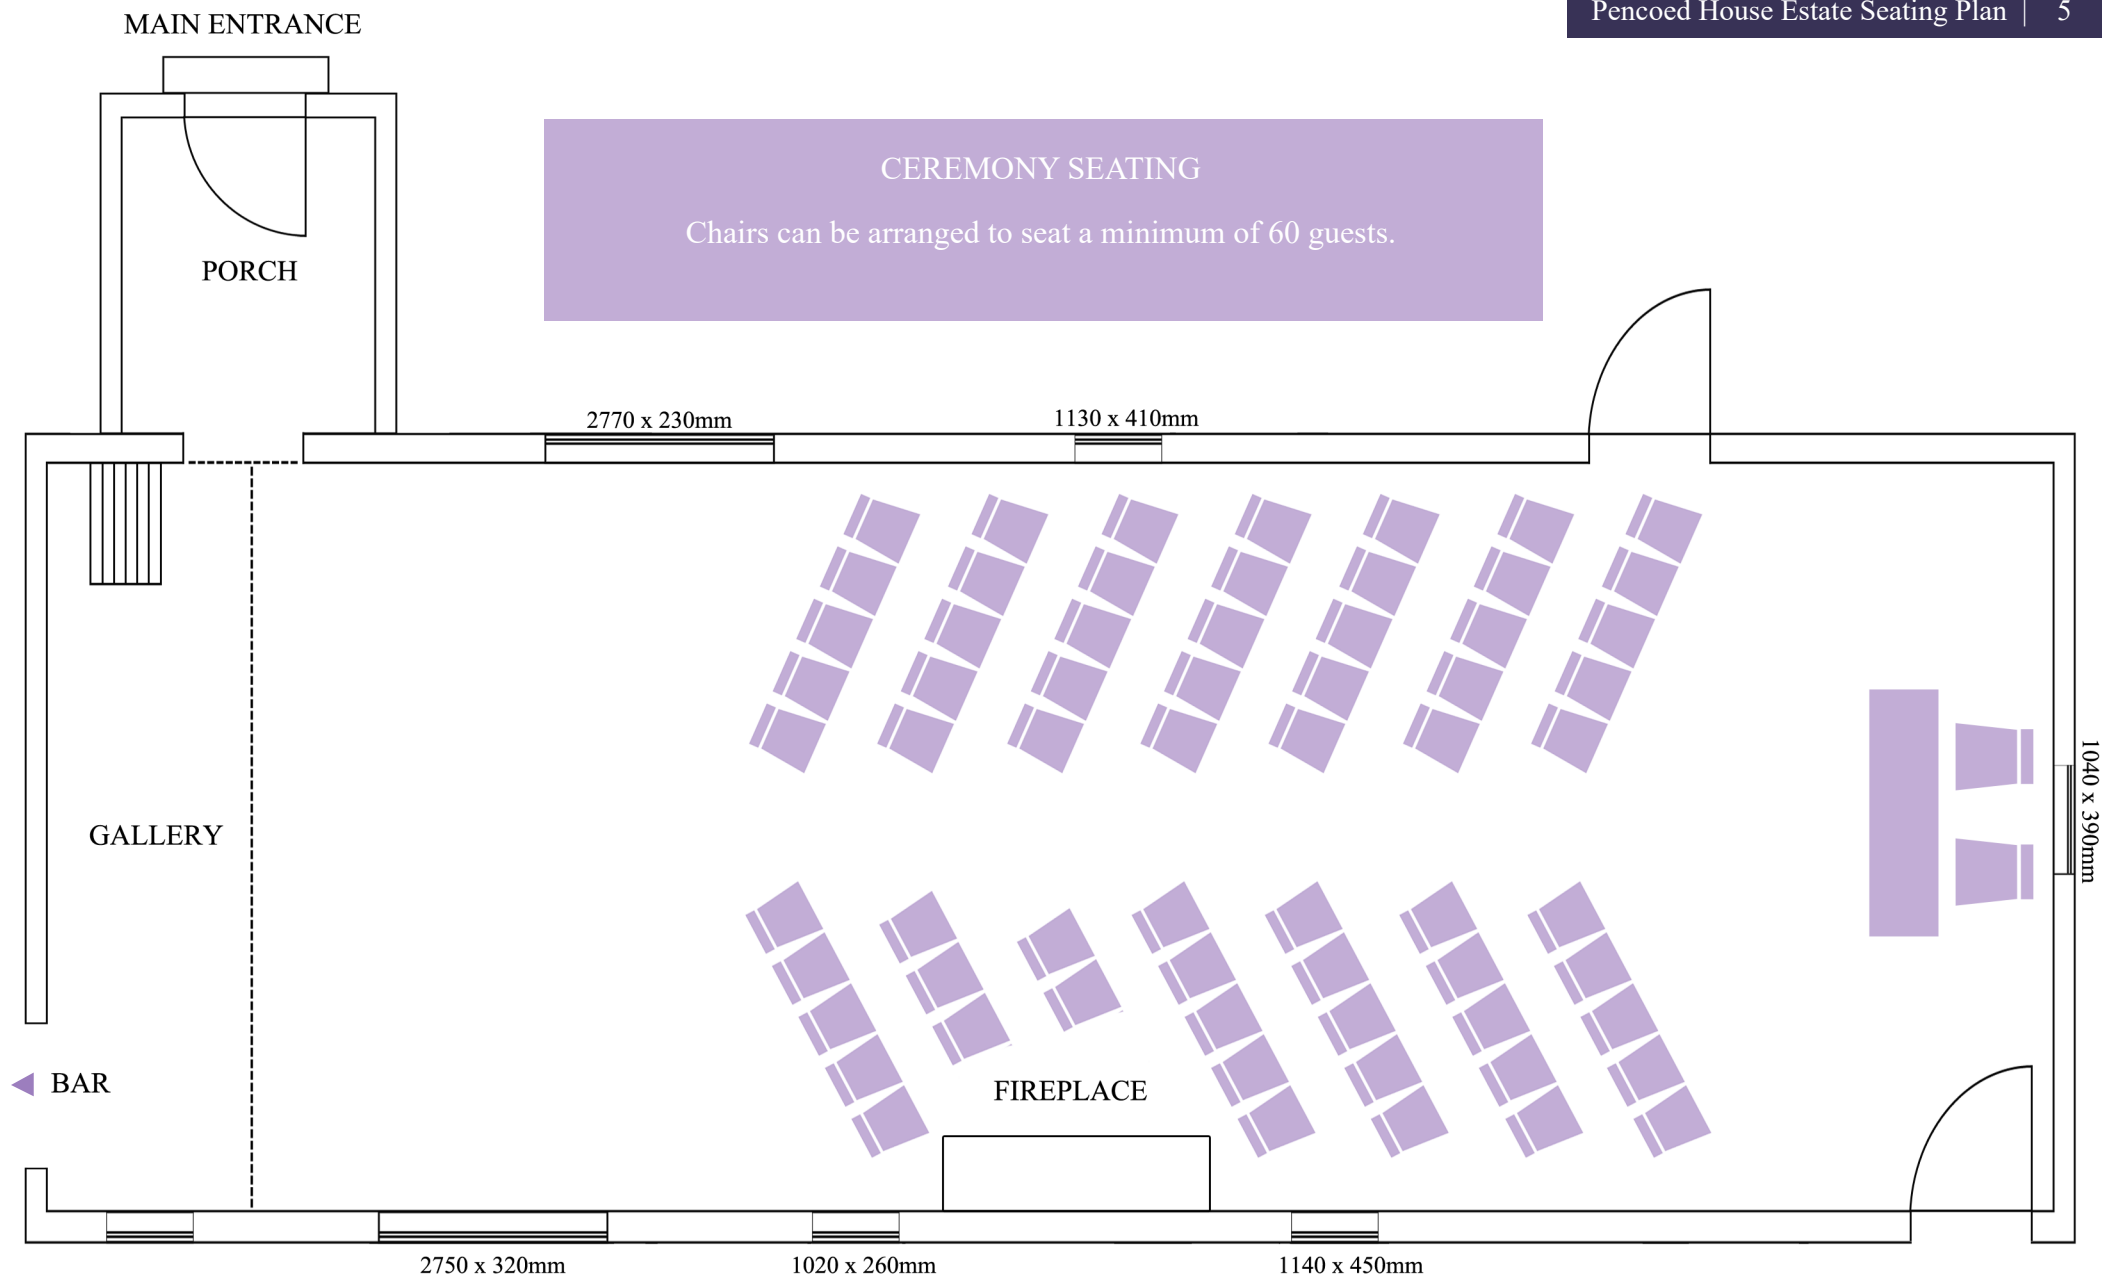 Pencoed House Estate Seating Plan | 5
MAIN ENTRANCE
CEREMONY SEATING
Chairs can be arranged to seat a minimum of 60 guests.
PORCH
2770 x 230mm
1130 x 410mm
GALLERY
1040 x 390mm
BAR
FIREPLACE
2750 x 320mm
1020 x 260mm
1140 x 450mm